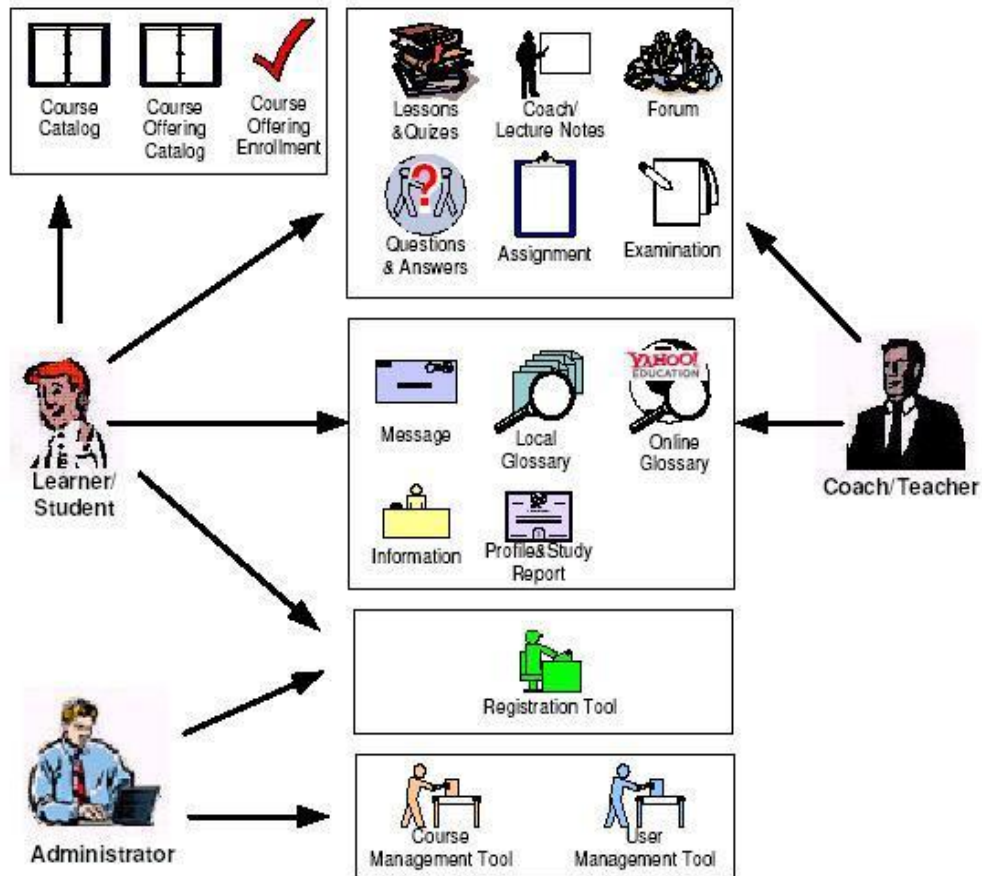 Course
Catalog
Course
Offering
Catalog
Course
Offering
Enrollment
Lessons
&Quizes
Coach/
Lecture Notes
Forum
Questions
& Answers
Assignment
Examination
Learner/
Student
Message
Local
Glossary
YAHOO!
EDUCATION
Online
Glossary
Coach/Teacher
Information
Profile&Study
Report
Registration Tool
Administrator
Course
Management Tool
User
Management Tool